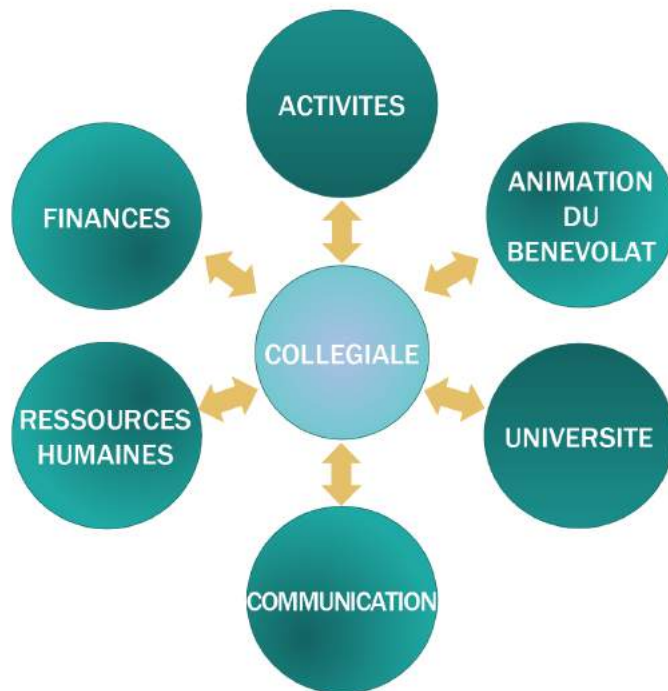 ACTIVITES
ANIMATION
DU
BENEVOLAT
FINANCES
COLLEGIALE
RESSOURCES
HUMAINES
UNIVERSITE
COMMUNICATION